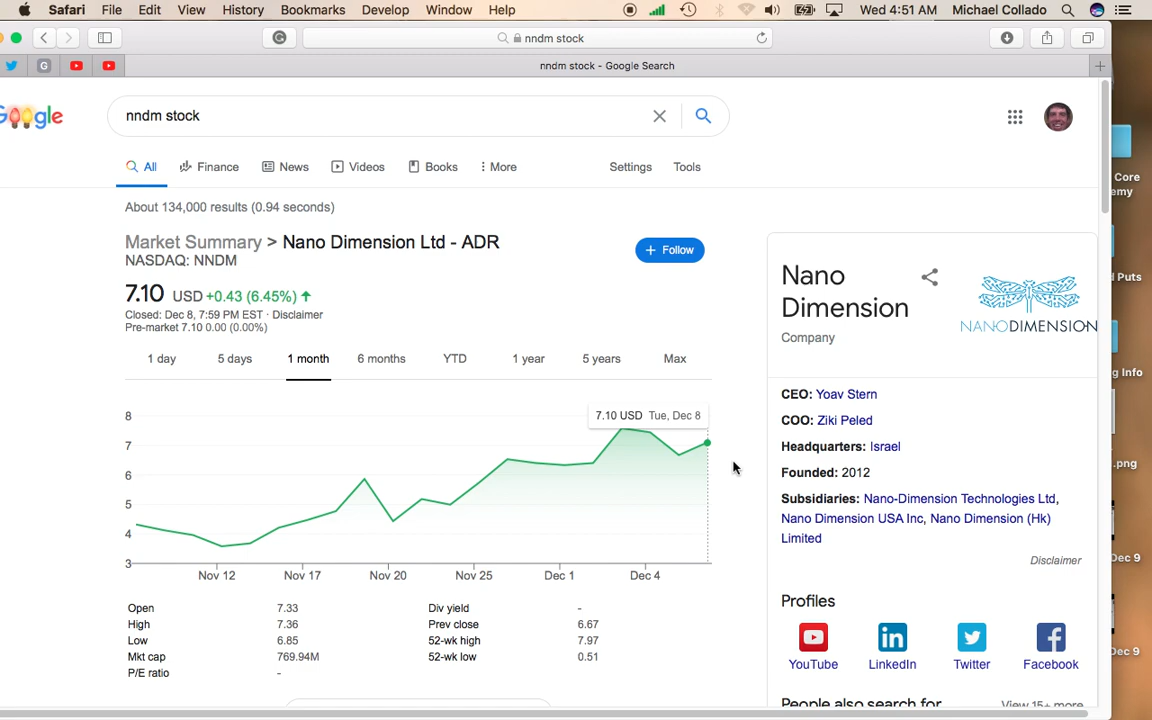 Safari File Edit View History Bookmarks Develop Window Help Wed 4:51 AM Michael Collado
nndm stock
nndm stock - Google Search
Google
nndm stock
All Finance News Videos Books More Settings Tools
About 134,000 results (0.94 seconds)
Market Summary > Nano Dimension Ltd - ADR
NASDAQ: NNDM
+ Follow
7.10 USD +0.43 (6.45%)
Closed: Dec 8, 7:59 PM EST · Disclaimer
Pre-market 7.10 0.00 (0.00%)
1 day 5 days 1 month 6 months YTD 1 year 5 years Max
7.10 USD Tue, Dec 8
8
7
6
5
4
3
Nov 12 Nov 17 Nov 20 Nov 25 Dec 1 Dec 4
Open 7.33 Div yield -
High 7.36 Prev close 6.67
Low 6.85 52-wk high 7.97
Mkt cap 769.94M 52-wk low 0.51
P/E ratio -
Nano
Dimension
Company
NANODIMENSION
CEO: Yoav Stern
COO: Ziki Peled
Headquarters: Israel
Founded: 2012
Subsidiaries: Nano-Dimension Technologies Ltd,
Nano Dimension USA Inc, Nano Dimension (Hk)
Limited
Disclaimer
Profiles
YouTube LinkedIn Twitter Facebook
People also search for View 15+ more
Core
emy
d Puts
g Info
.png
Dec 9
Dec 9